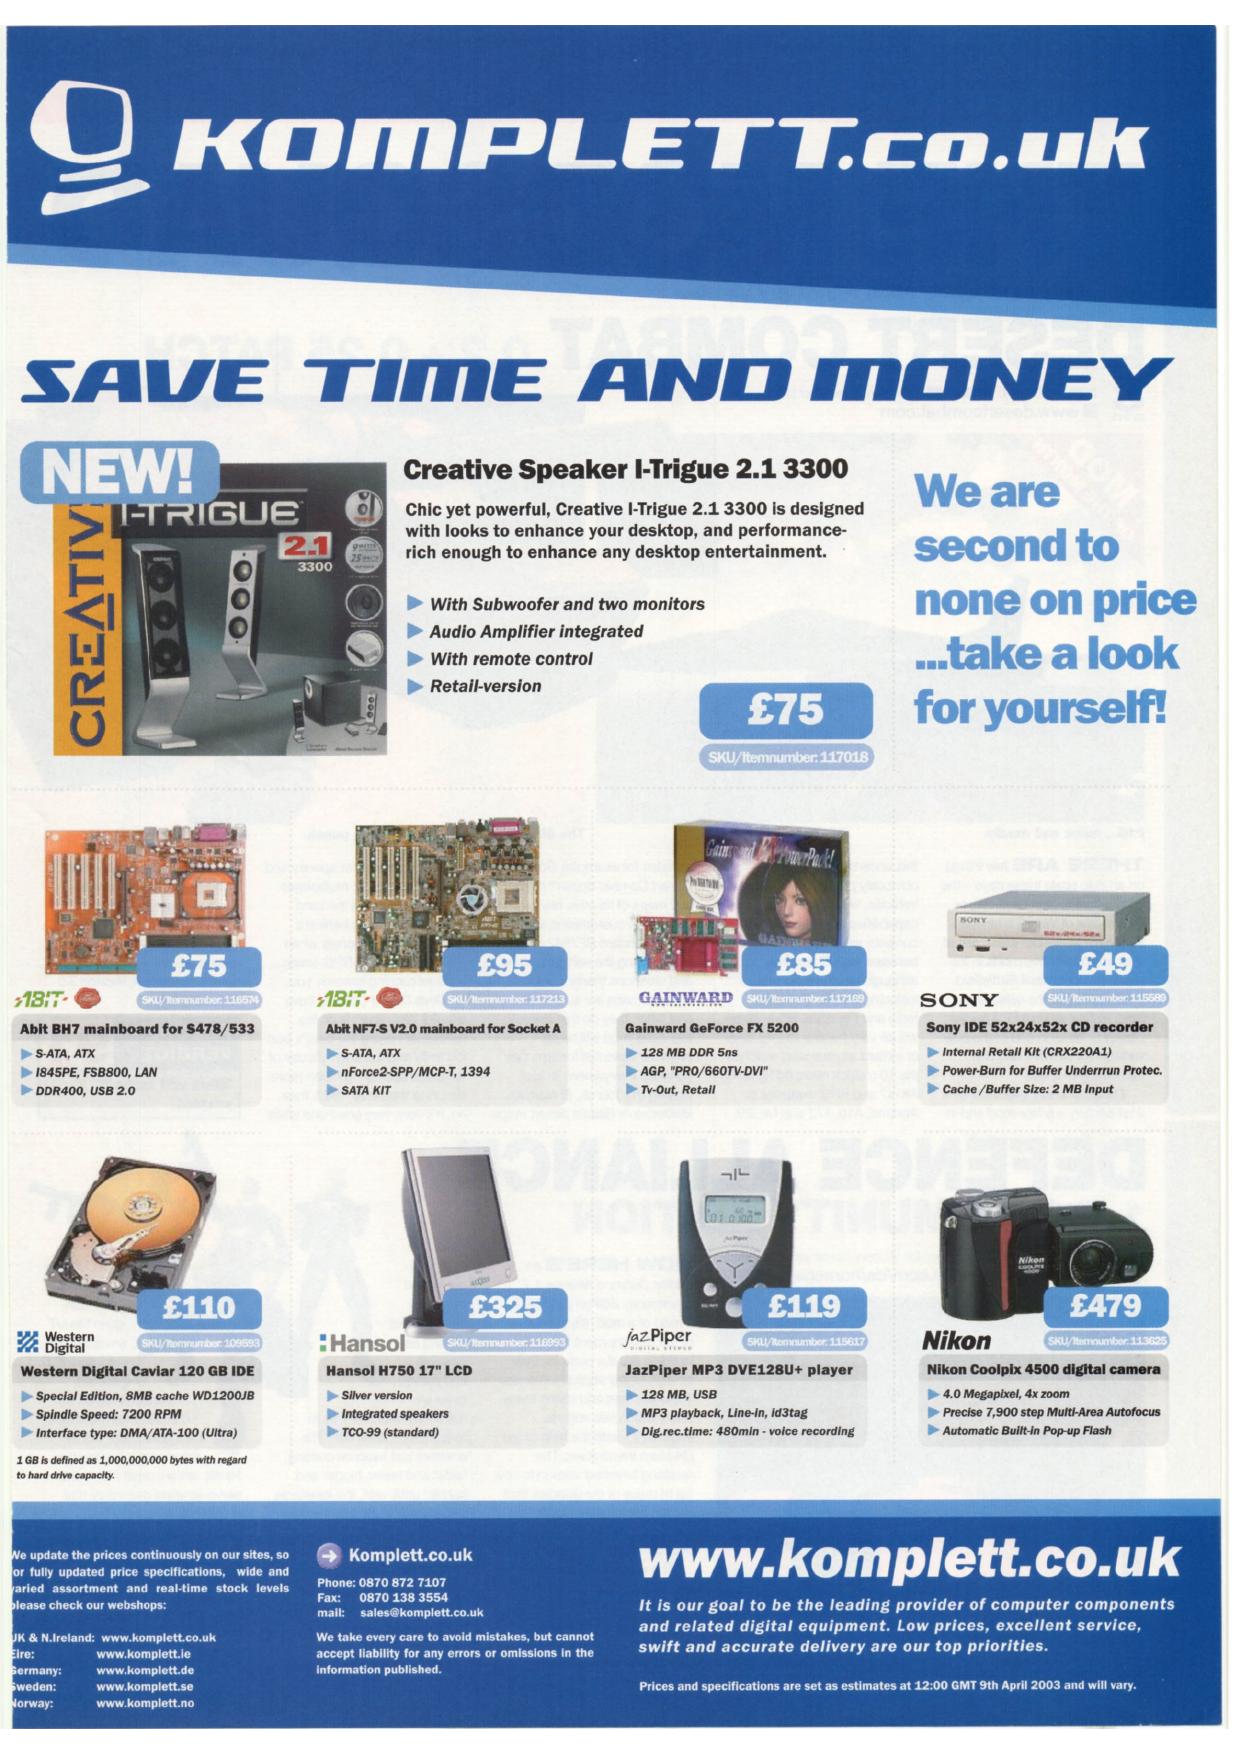 KOMPLETT.co.uk
SAVE TIME AND MONEY
NEW!
CREATIVE
I-TRIGUE
2.1
3300
Creative Speaker I-Trigue 2.1 3300
Chic yet powerful, Creative I-Trigue 2.1 3300 is designed
with looks to enhance your desktop, and performance-
rich enough to enhance any desktop entertainment.
With Subwoofer and two monitors
Audio Amplifier integrated
With remote control
Retail-version
£75
SKU/Itemnumber: 117018
We are
second to
none on price
...take a look
for yourself!
£75
ABIT
SKU/Itemnumber: 116574
Abit BH7 mainboard for S478/533
S-ATA, ATX
I845PE, FSB800, LAN
DDR400, USB 2.0
£95
ABIT
SKU/Itemnumber: 117213
Abit NF7-S V2.0 mainboard for Socket A
S-ATA, ATX
nForce2-SPP/MCP-T, 1394
SATA KIT
Gainward FX PowerPack!
£85
GAINWARD
SKU/Itemnumber: 117169
Gainward GeForce FX 5200
128 MB DDR 5ns
AGP, "PRO/660TV-DVI"
Tv-Out, Retail
SONY
52x/24x/52x
£49
SONY
SKU/Itemnumber: 115589
Sony IDE 52x24x52x CD recorder
Internal Retail Kit (CRX220A1)
Power-Burn for Buffer Underrrun Protec.
Cache /Buffer Size: 2 MB Input
£110
Western
Digital
SKU/Itemnumber: 109593
Western Digital Caviar 120 GB IDE
Special Edition, 8MB cache WD1200JB
Spindle Speed: 7200 RPM
Interface type: DMA/ATA-100 (Ultra)
1 GB is defined as 1,000,000,000 bytes with regard
to hard drive capacity.
£325
Hansol
SKU/Itemnumber: 116993
Hansol H750 17" LCD
Silver version
Integrated speakers
TCO-99 (standard)
jazPiper
£119
jazPiper
DIGITAL STEREO
SKU/Itemnumber: 115617
JazPiper MP3 DVE128U+ player
128 MB, USB
MP3 playback, Line-in, id3tag
Dig.rec.time: 480min - voice recording
Nikon
COOLPIX
4500
£479
Nikon
SKU/Itemnumber: 113625
Nikon Coolpix 4500 digital camera
4.0 Megapixel, 4x zoom
Precise 7,900 step Multi-Area Autofocus
Automatic Built-in Pop-up Flash
We update the prices continuously on our sites, so
or fully updated price specifications, wide and
varied assortment and real-time stock levels
please check our webshops:
UK & N.Ireland: www.komplett.co.uk
Eire: www.komplett.ie
Germany: www.komplett.de
Sweden: www.komplett.se
Norway: www.komplett.no
Komplett.co.uk
Phone: 0870 872 7107
Fax: 0870 138 3554
mail: sales@komplett.co.uk
We take every care to avoid mistakes, but cannot
accept liability for any errors or omissions in the
information published.
www.komplett.co.uk
It is our goal to be the leading provider of computer components
and related digital equipment. Low prices, excellent service,
swift and accurate delivery are our top priorities.
Prices and specifications are set as estimates at 12:00 GMT 9th April 2003 and will vary.